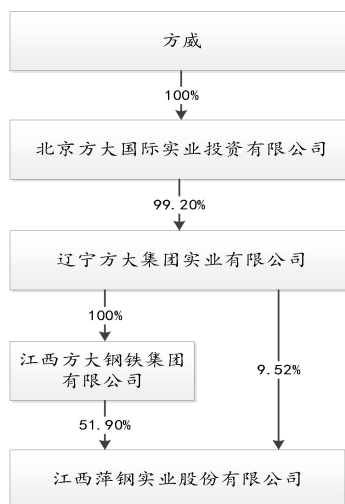 方威
100%
北京方大国际实业投资有限公司
99.20%
辽宁方大集团实业有限公司
100%
江西方大钢铁集团
有限公司
9.52%
51.90%
江西萍钢实业股份有限公司